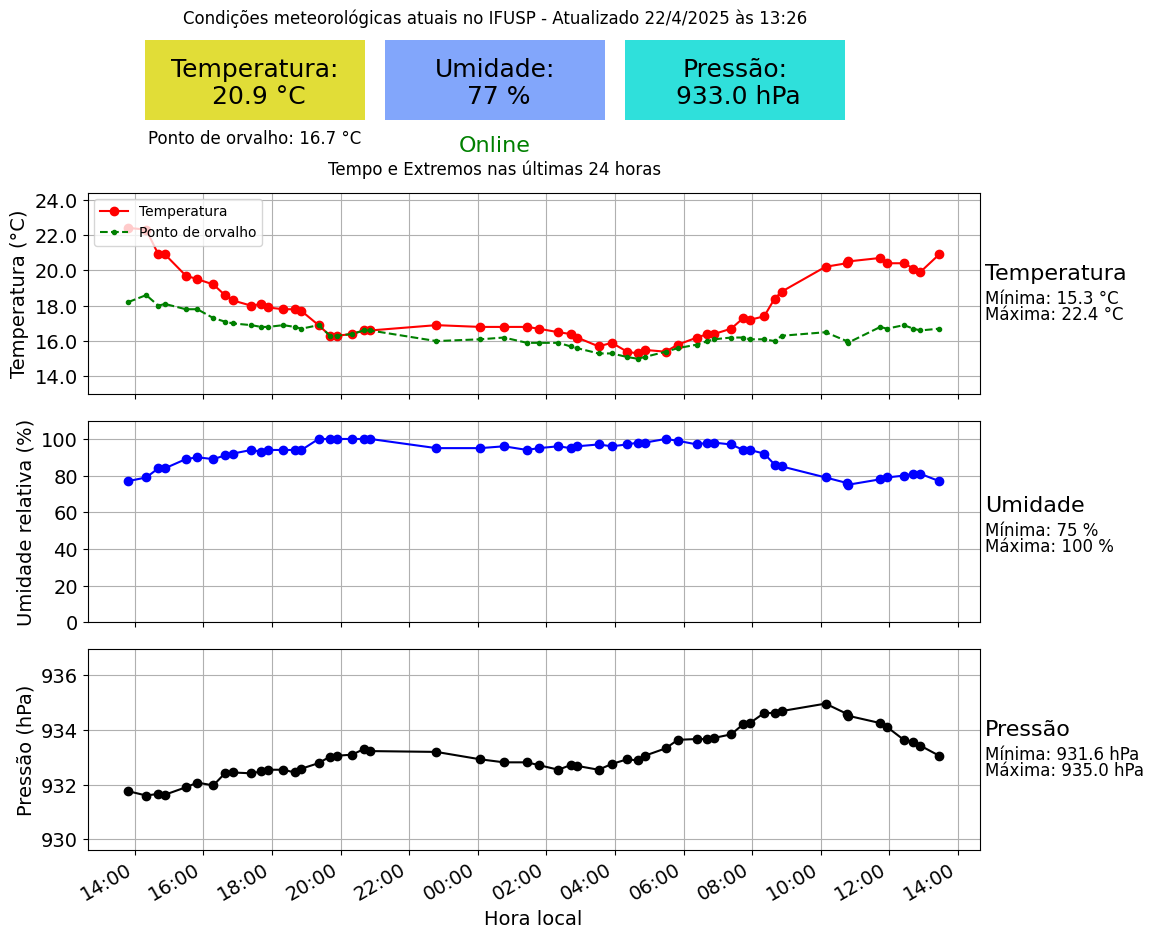 Condições meteorológicas atuais no IFUSP - Atualizado 22/4/2025 às 13:26
Temperatura:
20.9 °C
Umidade:
77 %
Pressão:
933.0 hPa
Ponto de orvalho: 16.7 °C
Online
Tempo e Extremos nas últimas 24 horas
Temperatura (°C)
24.0
22.0
20.0
18.0
16.0
14.0
Temperatura
Ponto de orvalho
Temperatura
Mínima: 15.3 °C
Máxima: 22.4 °C
Umidade relativa (%)
100
80
60
40
20
0
Umidade
Mínima: 75 %
Máxima: 100 %
Pressão (hPa)
936
934
932
930
Pressão
Mínima: 931.6 hPa
Máxima: 935.0 hPa
14:00 16:00 18:00 20:00 22:00 00:00 02:00 04:00 06:00 08:00 10:00 12:00 14:00
Hora local